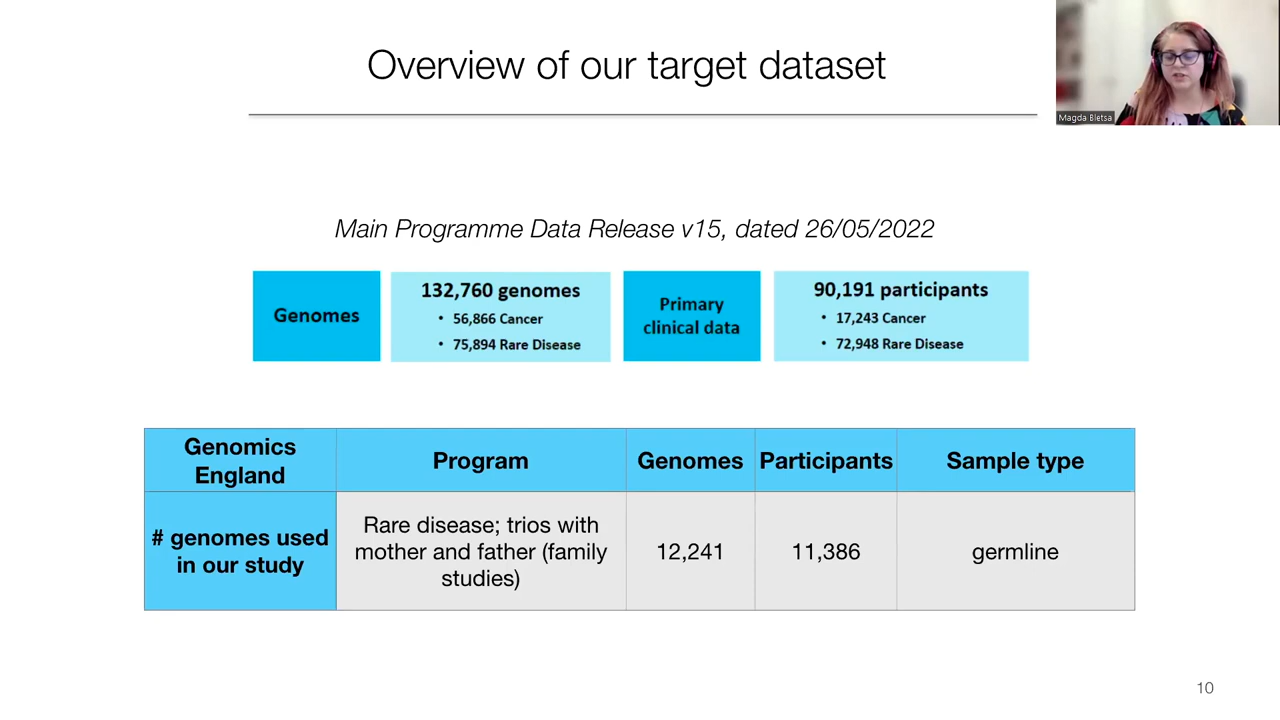 Overview of our target dataset
Magda Bletsa
Main Programme Data Release v15, dated 26/05/2022
Genomes
132,760 genomes
• 56,866 Cancer
• 75,894 Rare Disease
Primary
clinical data
90,191 participants
• 17,243 Cancer
• 72,948 Rare Disease
Genomics
England
Program
Genomes
Participants
Sample type
# genomes used
in our study
Rare disease; trios with
mother and father (family
studies)
12,241
11,386
germline
10